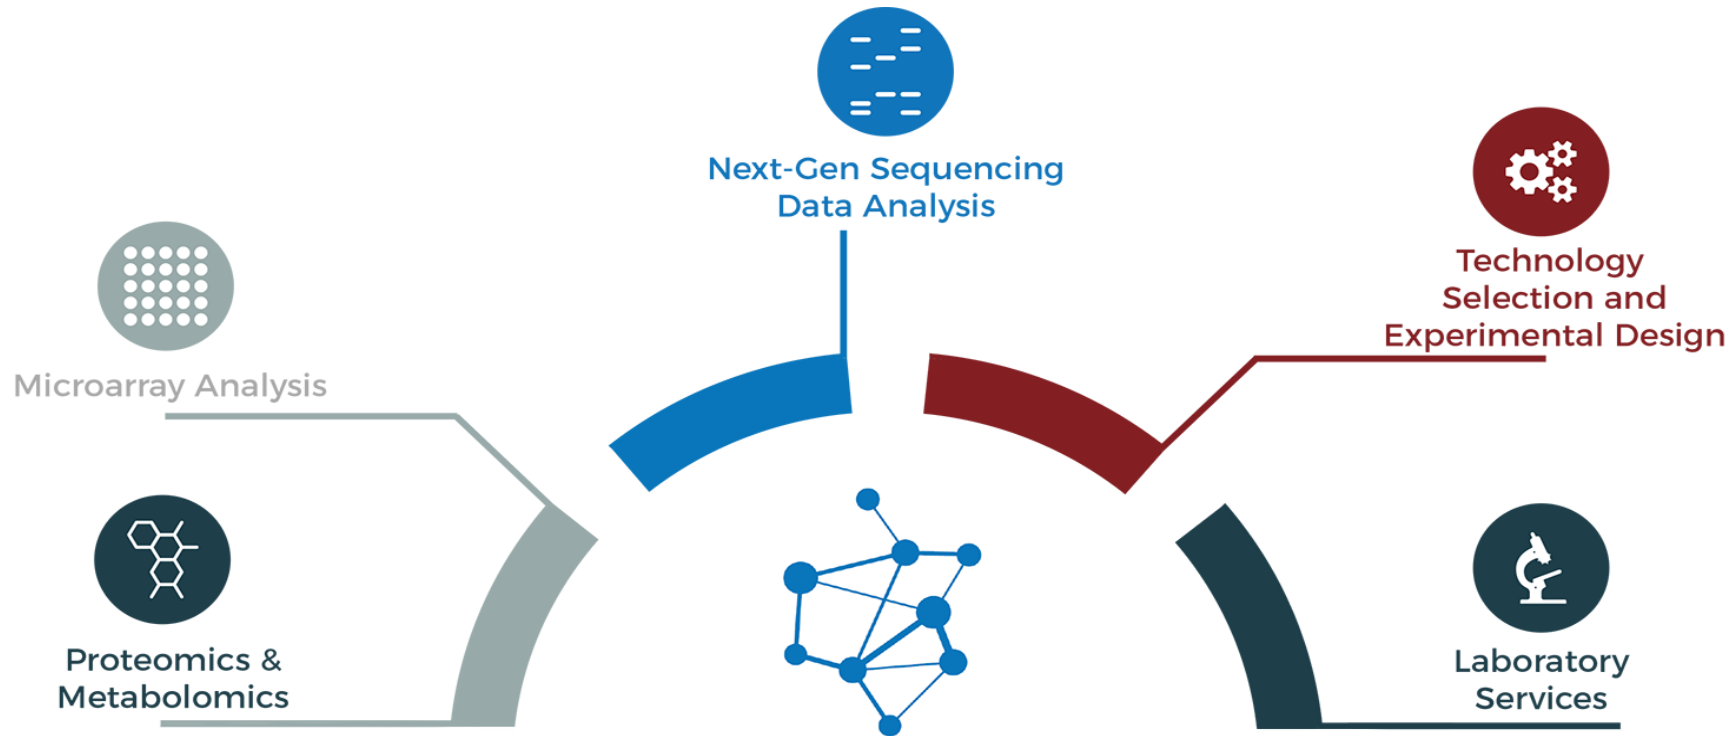 Next-Gen Sequencing
Data Analysis
Technology
Selection and
Experimental Design
Microarray Analysis
Proteomics &
Metabolomics
Laboratory
Services